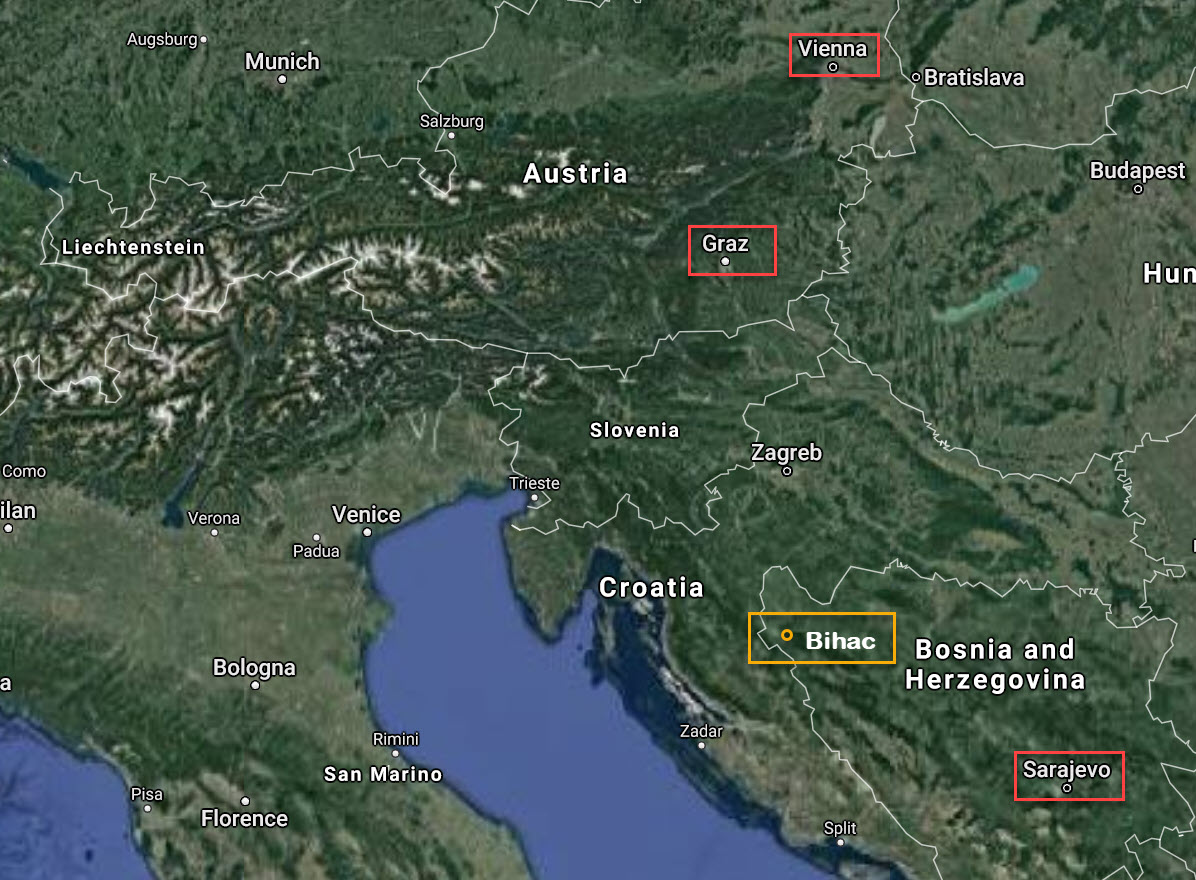 Augsburg
Munich
Vienna
Bratislava
Salzburg
Austria
Budapest
Liechtenstein
Graz
Hun
Slovenia
Zagreb
Como
Trieste
ilan
Verona
Venice
Padua
Croatia
Bihac
Bosnia and
Herzegovina
Bologna
a
Zadar
Rimini
San Marino
Sarajevo
Pisa
Florence
Split